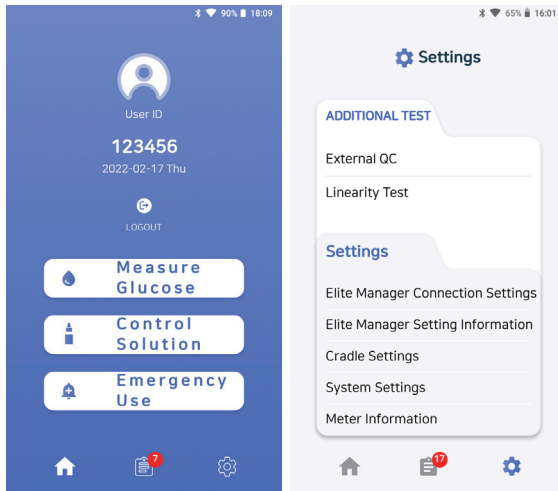 90% 18:09
User ID
123456
2022-02-17 Thu
LOGOUT
Measure
Glucose
Control
Solution
Emergency
Use
7
65% 16:01
Settings
ADDITIONAL TEST
External QC
Linearity Test
Settings
Elite Manager Connection Settings
Elite Manager Setting Information
Cradle Settings
System Settings
Meter Information
17